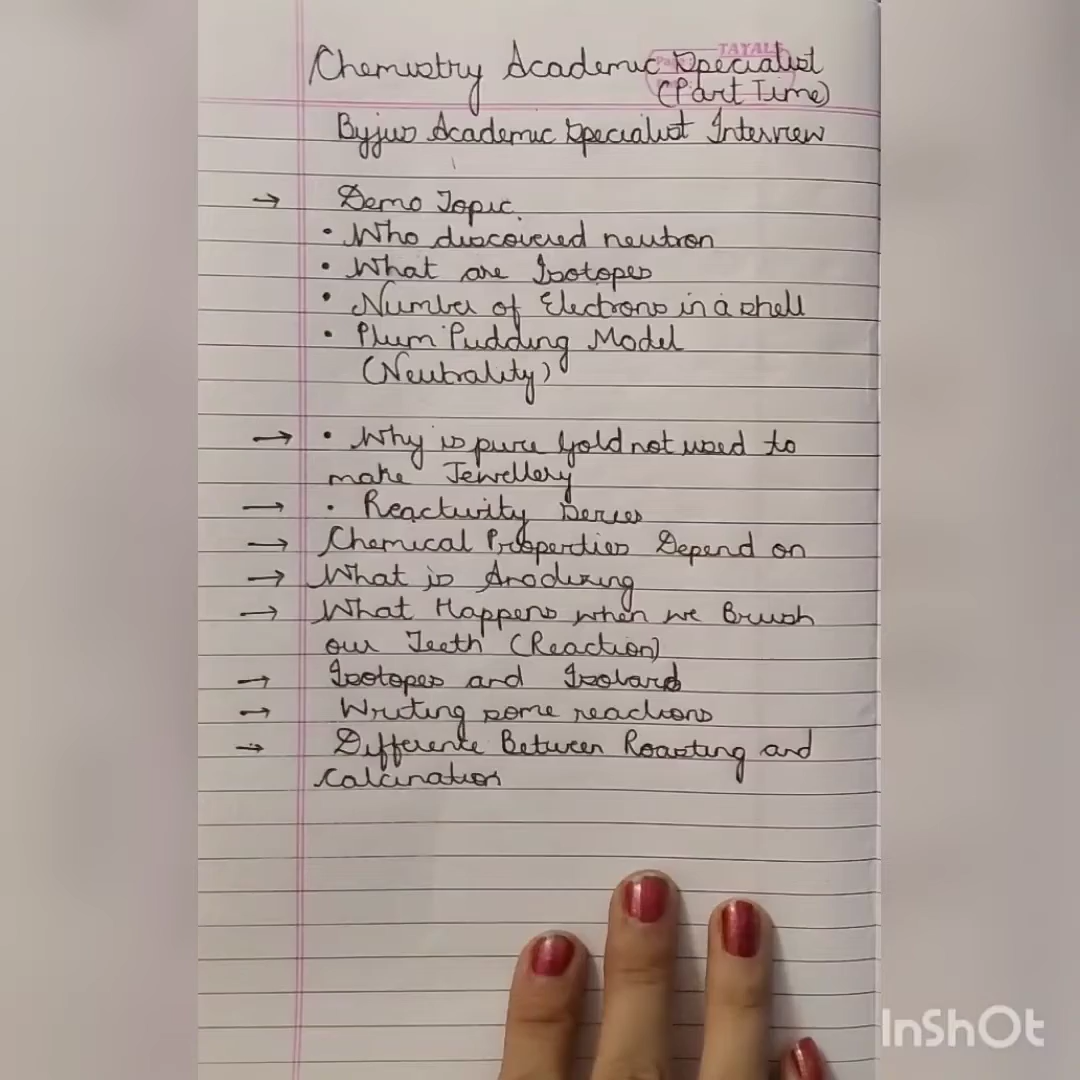 TAYAL
Chemistry Academic Specialist
(Part Time)
Byjus Academic Specialist Interview
→ Demo Topic.
• Who discovered neutron
• What are Isotopes
• Number of Electrons in a shell
• Plum Pudding Model
(Neutrality)
→ • Why is pure Gold not used to
make Jewellery
→ • Reactivity Series
→ Chemical Properties Depend on
→ What is Anodizing
→ What Happens when we Brush
our Teeth (Reaction)
→ Isotopes and Isobars
→ Writing some reactions
→ Difference Between Roasting and
Calcination
InShOt